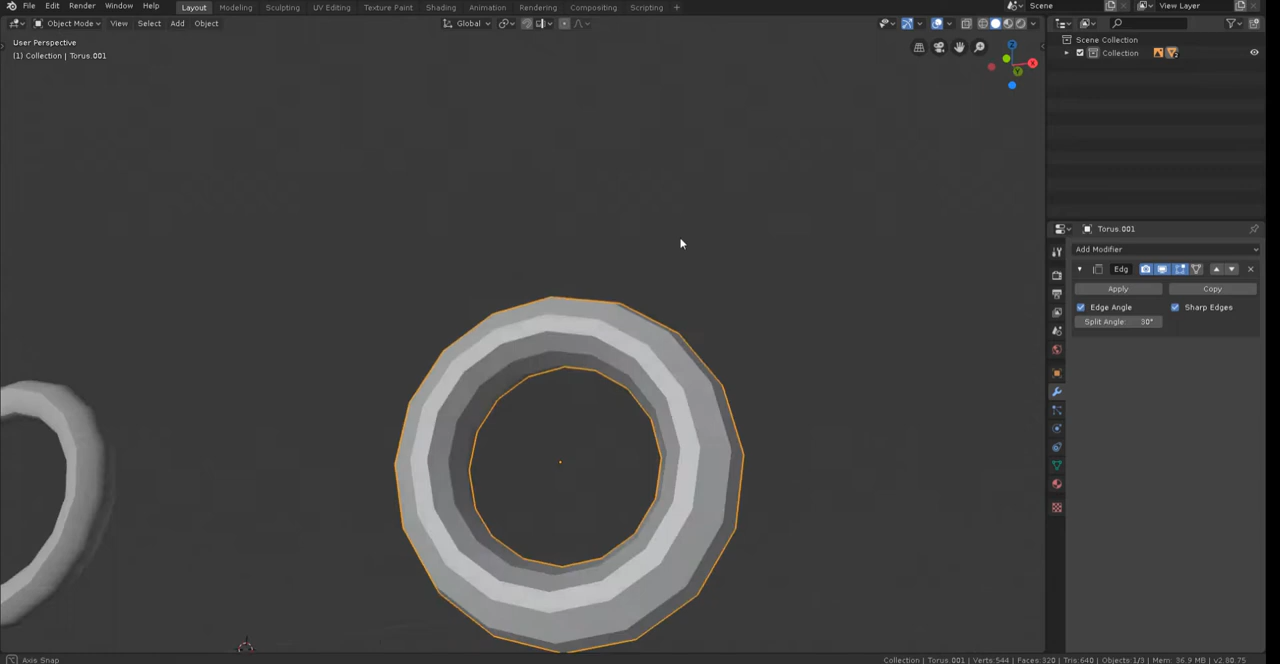 File Edit Render Window Help Layout Modeling Sculpting UV Editing Texture Paint Shading Animation Rendering Compositing Scripting + Scene View Layer
Object Mode View Select Add Object Global
User Perspective
(1) Collection | Torus.001
Scene Collection
Collection
X
Y
Z
Torus.001
Add Modifier
Edg
Apply Copy
Edge Angle Sharp Edges
Split Angle: 30°
Axis Snap
Collection | Torus.001 | Verts:544 | Faces:320 | Tris:640 | Objects:1/3 | Mem: 36.9 MB | v2.80.75